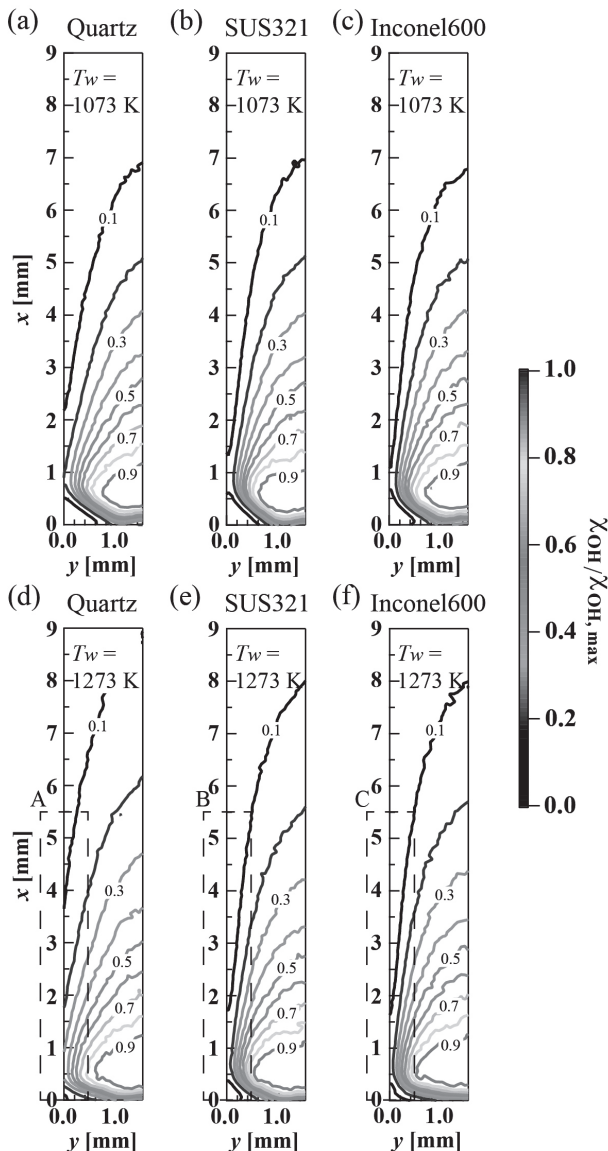 (a) Quartz (b) SUS321 (c) Inconel600
9 8 7 6 5 4 3 2 1 0
x [mm]
Tw =
1073 K
0.1
0.3
0.5
0.7
0.9
0.0 1.0
y [mm]
Tw =
1073 K
0.1
0.3
0.5
0.7
0.9
9 8 7 6 5 4 3 2 1 0
0.0 1.0
y [mm]
Tw =
1073 K
0.1
0.3
0.5
0.7
0.9
9 8 7 6 5 4 3 2 1 0
0.0 1.0
y [mm]
1.0
0.8
0.6
0.4
0.2
0.0
χOH/χOH, max
(d) Quartz (e) SUS321 (f) Inconel600
9 8 7 6 5 4 3 2 1 0
x [mm]
Tw =
1273 K
0.1
A
0.3
0.5
0.7
0.9
0.0 1.0
y [mm]
Tw =
1273 K
0.1
B
0.3
0.5
0.7
0.9
9 8 7 6 5 4 3 2 1 0
0.0 1.0
y [mm]
Tw =
1273 K
0.1
C
0.3
0.5
0.7
0.9
9 8 7 6 5 4 3 2 1 0
0.0 1.0
y [mm]